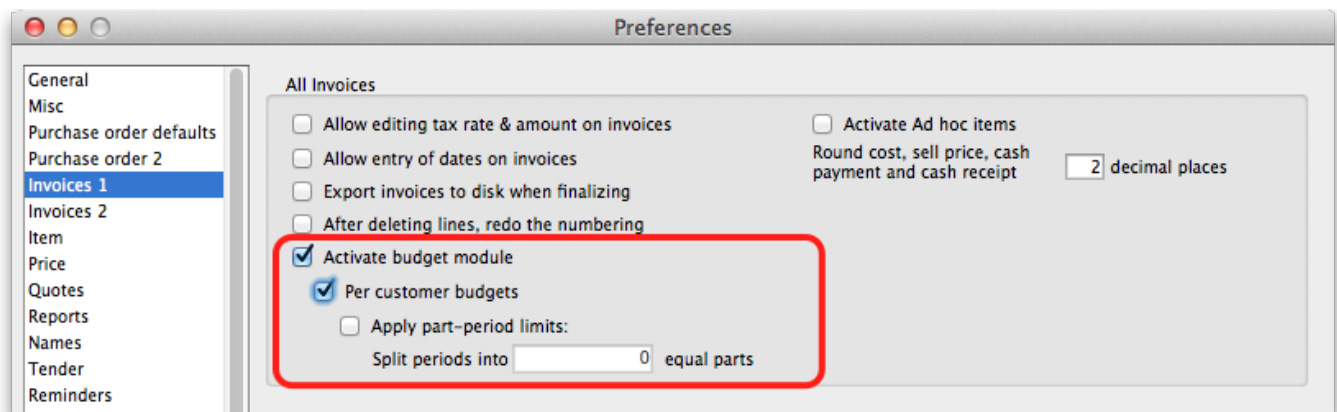 Preferences
General
Misc
Purchase order defaults
Purchase order 2
Invoices 1
Invoices 2
Item
Price
Quotes
Reports
Names
Tender
Reminders
All Invoices
Allow editing tax rate & amount on invoices
Allow entry of dates on invoices
Export invoices to disk when finalizing
After deleting lines, redo the numbering
Activate budget module
Per customer budgets
Apply part-period limits:
Split periods into 0 equal parts
Activate Ad hoc items
Round cost, sell price, cash
payment and cash receipt 2 decimal places